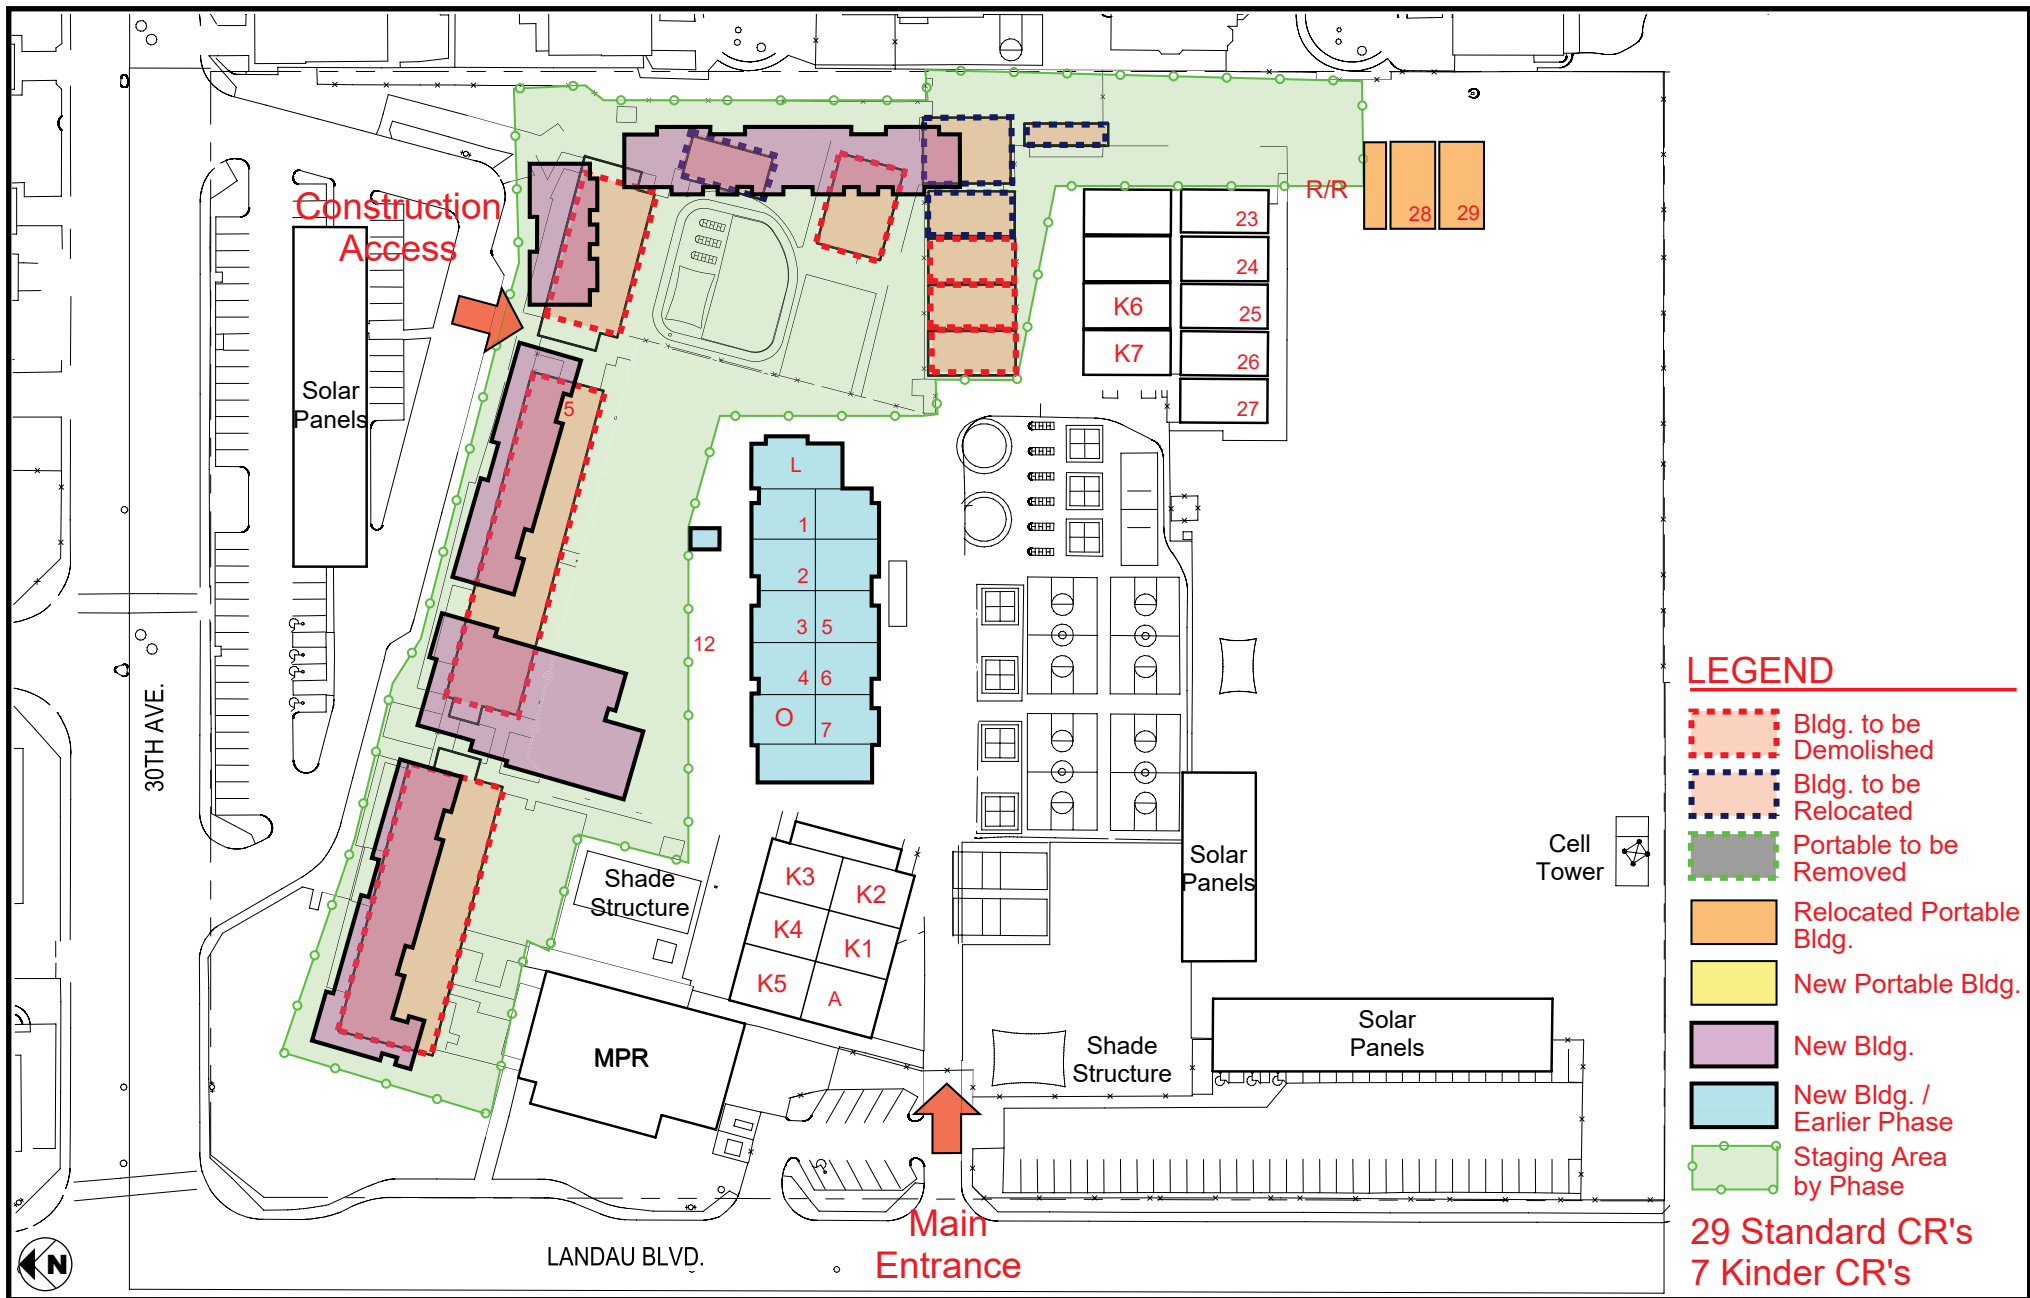 Construction
Access
R/R
28
29
23
24
K6
25
K7
26
27
Solar
Panels
5
L
1
2
3
5
12
4
6
O
7
30TH AVE.
Shade
Structure
K3
K2
K4
K1
K5
A
MPR
Solar
Panels
Cell
Tower
Shade
Structure
Solar
Panels
Main
Entrance
LANDAU BLVD.
N
LEGEND
Bldg. to be
Demolished
Bldg. to be
Relocated
Portable to be
Removed
Relocated Portable
Bldg.
New Portable Bldg.
New Bldg.
New Bldg. /
Earlier Phase
Staging Area
by Phase
29 Standard CR's
7 Kinder CR's